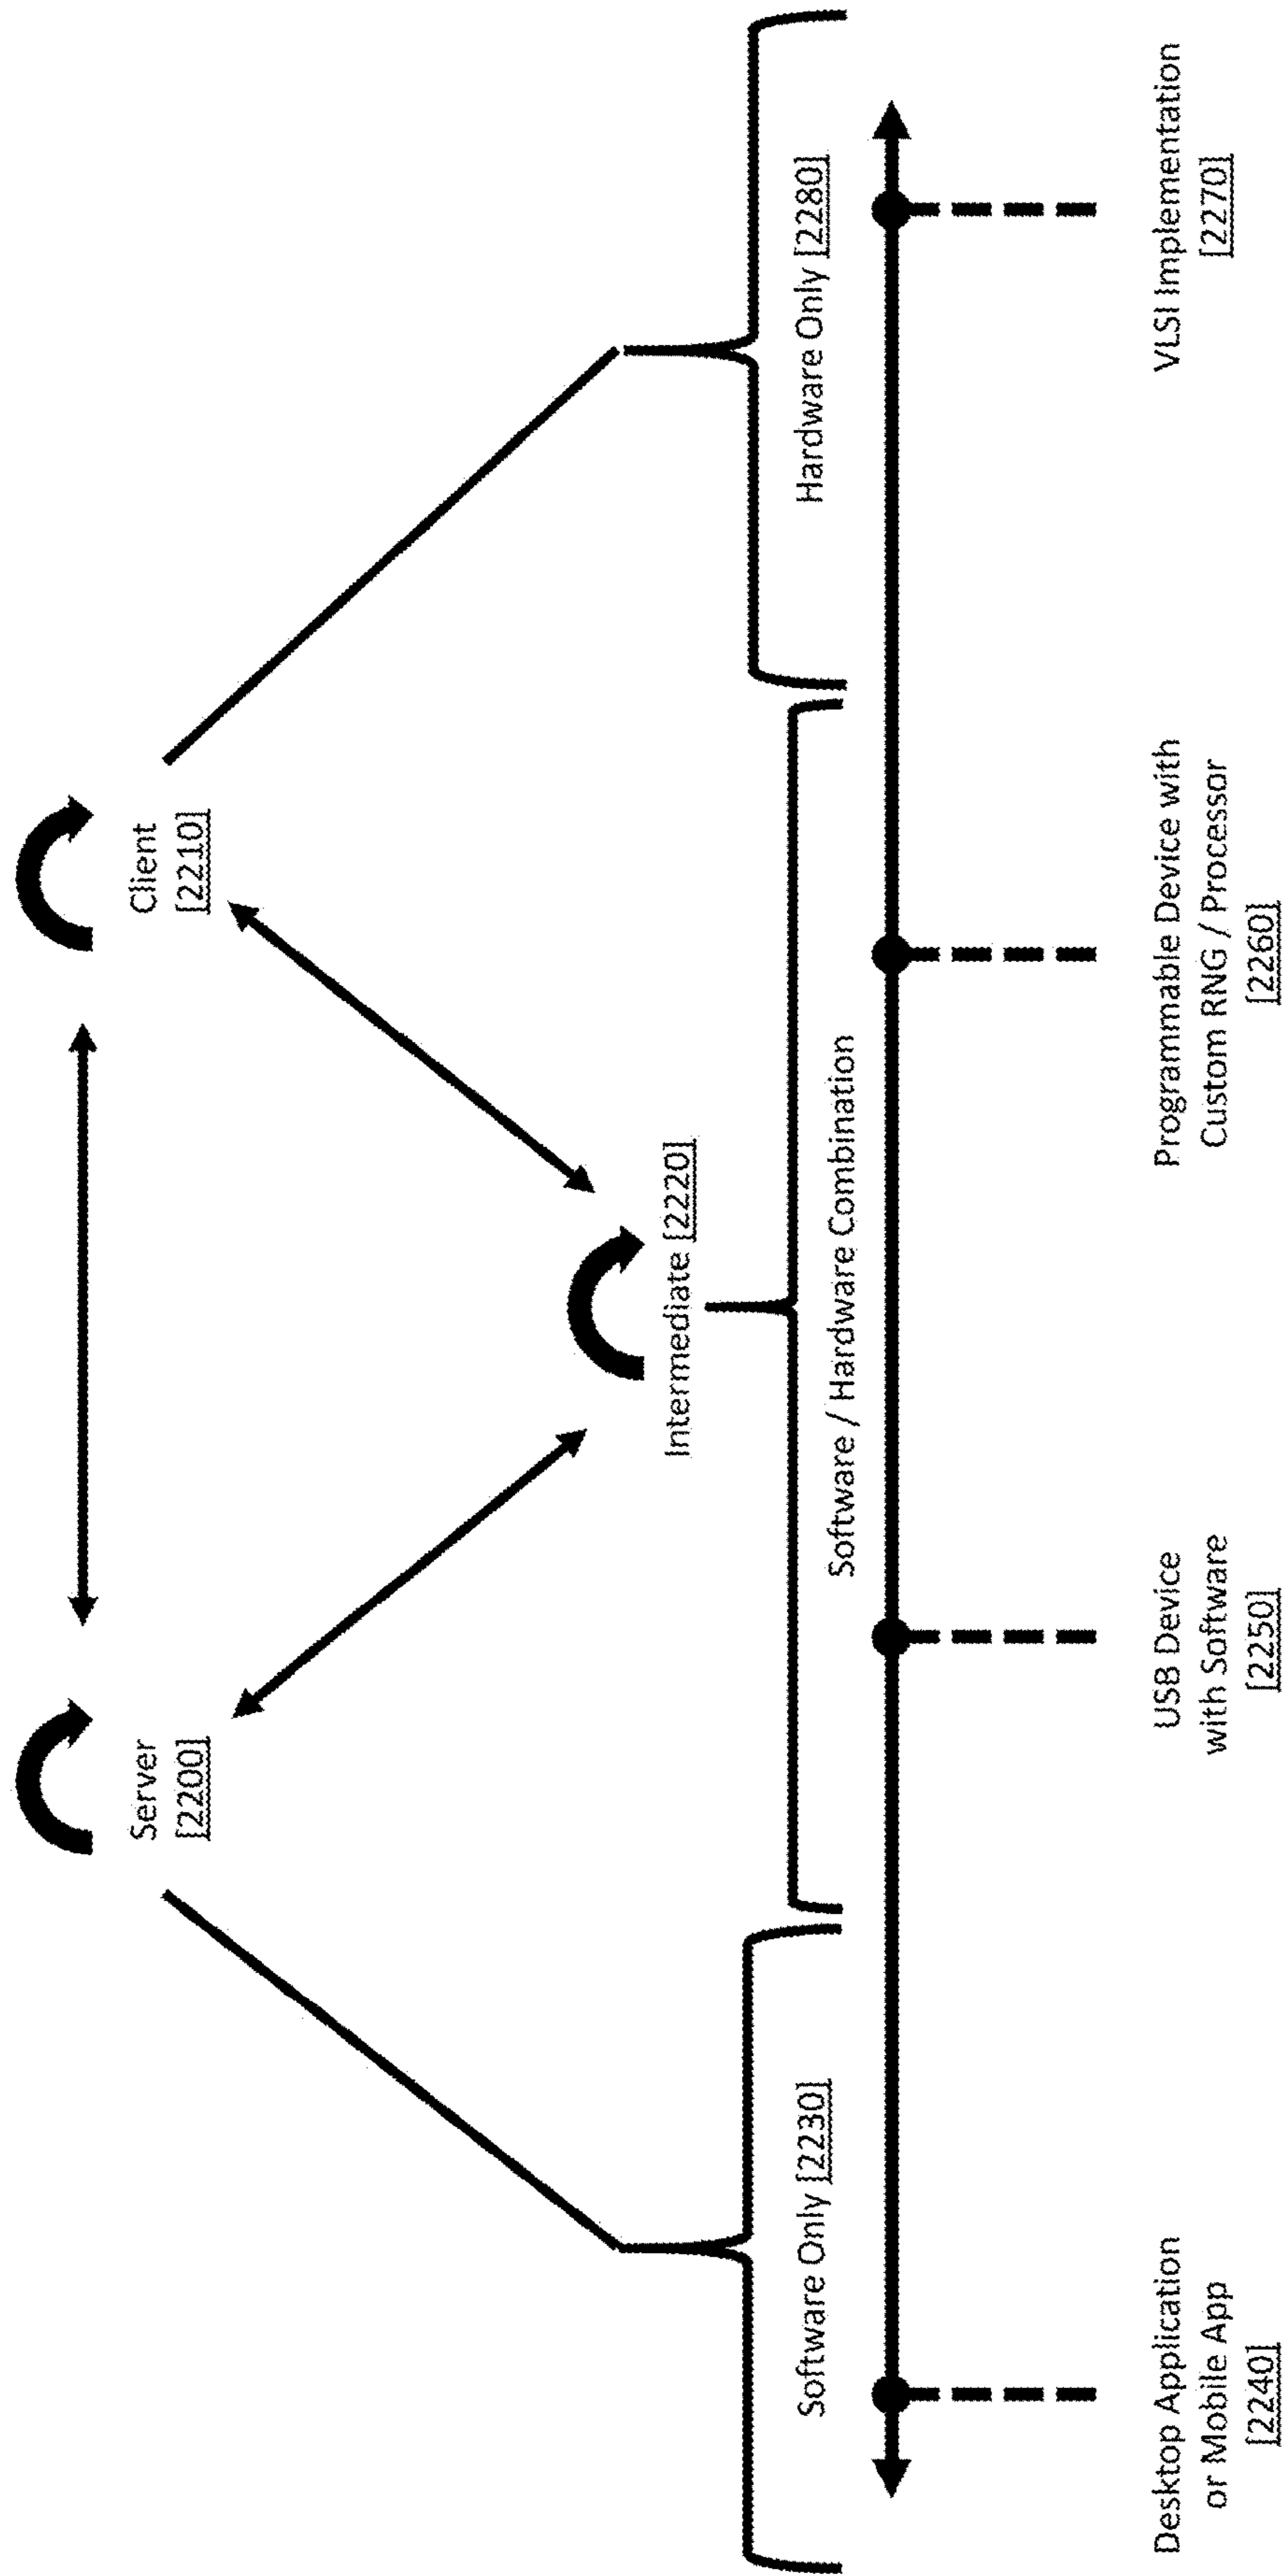 Server
[2200]
Client
[2210]
Intermediate [2220]
Software Only [2230]
Software / Hardware Combination
Hardware Only [2280]
Desktop Application
or Mobile App
[2240]
USB Device
with Software
[2250]
Programmable Device with
Custom RNG / Processor
[2260]
VLSI Implementation
[2270]